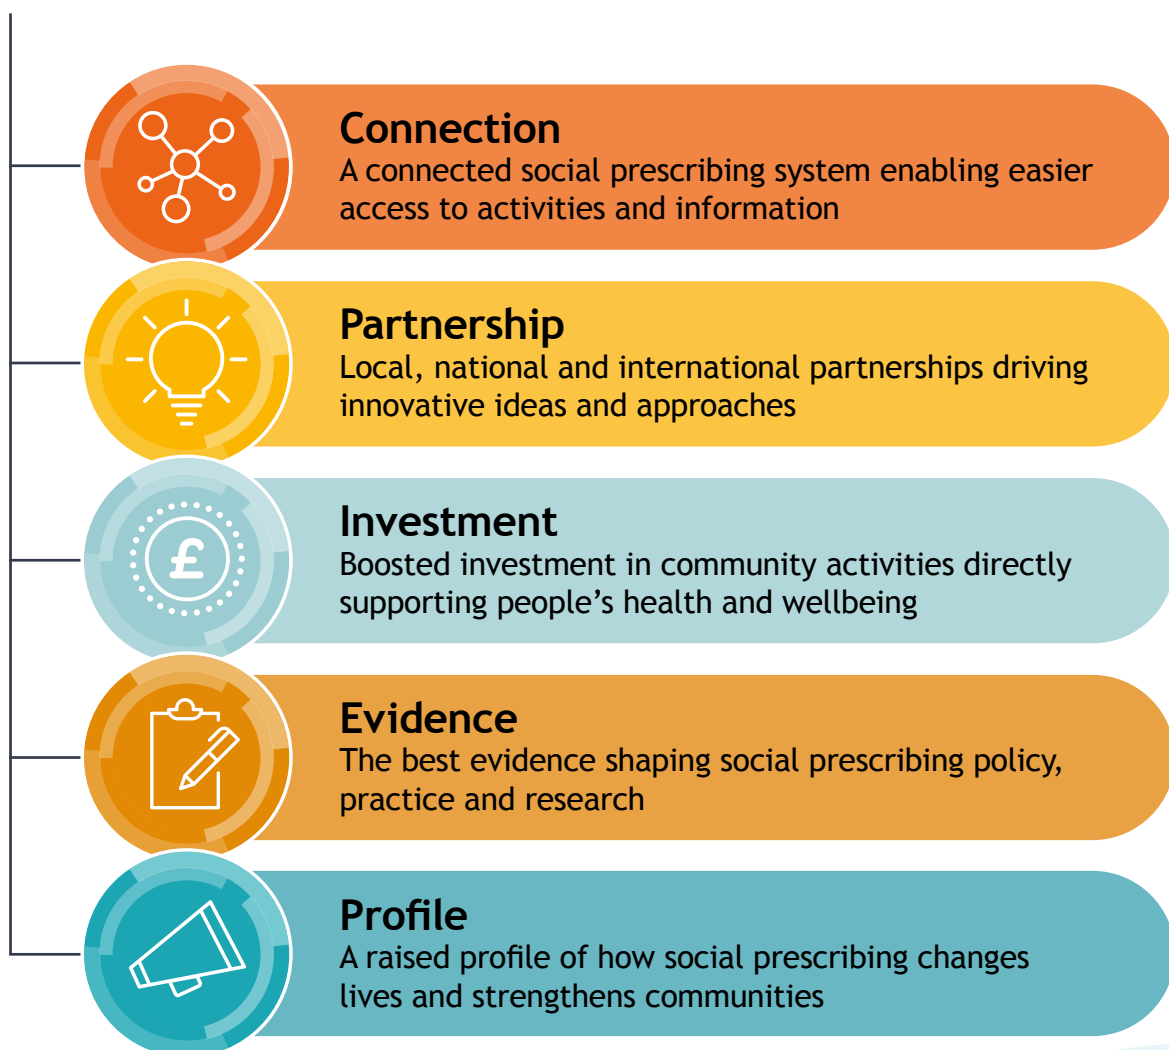 Connection
A connected social prescribing system enabling easier
access to activities and information
Partnership
Local, national and international partnerships driving
innovative ideas and approaches
£
Investment
Boosted investment in community activities directly
supporting people’s health and wellbeing
Evidence
The best evidence shaping social prescribing policy,
practice and research
Profile
A raised profile of how social prescribing changes
lives and strengthens communities